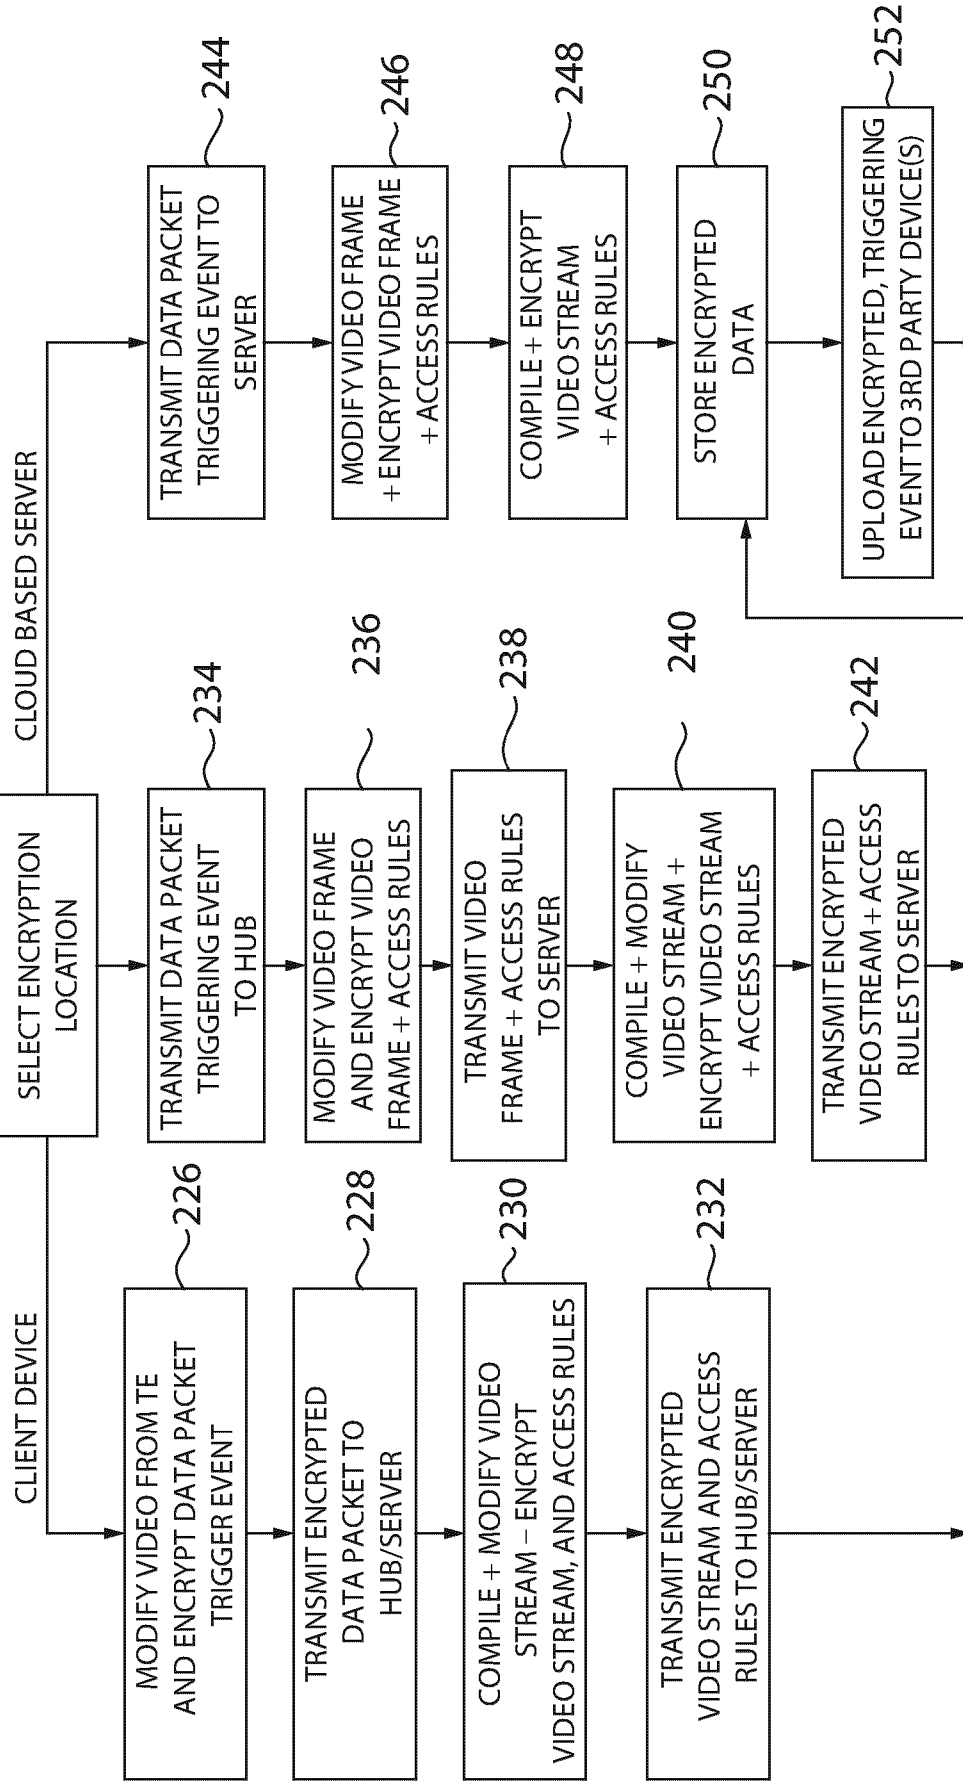 SELECT ENCRYPTION
LOCATION
CLIENT DEVICE
MODIFY VIDEO FROM TE
AND ENCRYPT DATA PACKET
TRIGGER EVENT
226
TRANSMIT ENCRYPTED
DATA PACKET TO
HUB/SERVER
228
COMPILE + MODIFY VIDEO
STREAM – ENCRYPT
VIDEO STREAM, AND ACCESS RULES
230
TRANSMIT ENCRYPTED
VIDEO STREAM AND ACCESS
RULES TO HUB/SERVER
232
TRANSMIT DATA PACKET
TRIGGERING EVENT
TO HUB
234
MODIFY VIDEO FRAME
AND ENCRYPT VIDEO
FRAME + ACCESS RULES
236
TRANSMIT VIDEO
FRAME + ACCESS RULES
TO SERVER
238
COMPILE + MODIFY
VIDEO STREAM +
ENCRYPT VIDEO STREAM
+ ACCESS RULES
240
TRANSMIT ENCRYPTED
VIDEO STREAM + ACCESS
RULES TO SERVER
242
CLOUD BASED SERVER
TRANSMIT DATA PACKET
TRIGGERING EVENT TO
SERVER
244
MODIFY VIDEO FRAME
+ ENCRYPT VIDEO FRAME
+ ACCESS RULES
246
COMPILE + ENCRYPT
VIDEO STREAM
+ ACCESS RULES
248
STORE ENCRYPTED
DATA
250
UPLOAD ENCRYPTED, TRIGGERING
EVENT TO 3RD PARTY DEVICE(S)
252